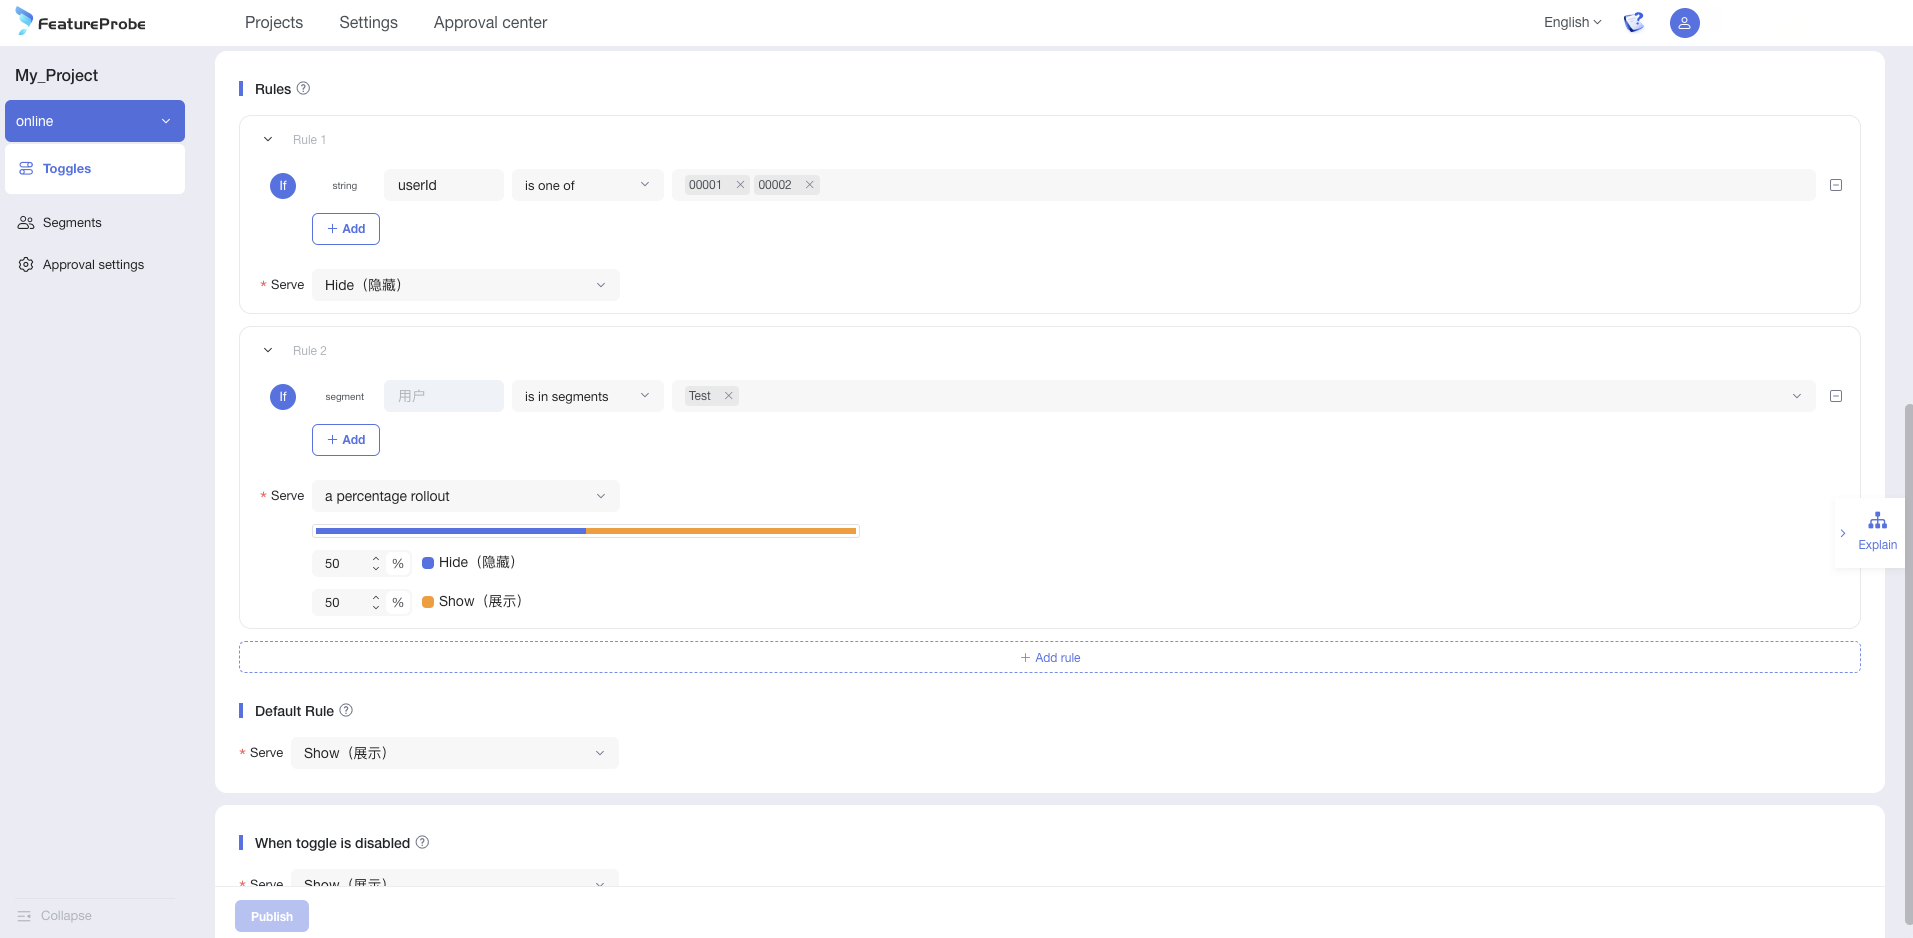 FeatureProbe
Projects Settings Approval center English
My_Project
online
Toggles
Segments
Approval settings
Collapse
Rules
Rule 1
If string userId is one of 00001 00002
+ Add
* Serve Hide（隐藏）
Rule 2
If segment 用户 is in segments Test
+ Add
* Serve a percentage rollout
50 % Hide（隐藏）
50 % Show（展示）
+ Add rule
Explain
Default Rule
* Serve Show（展示）
When toggle is disabled
* Serve Show（展示）
Publish